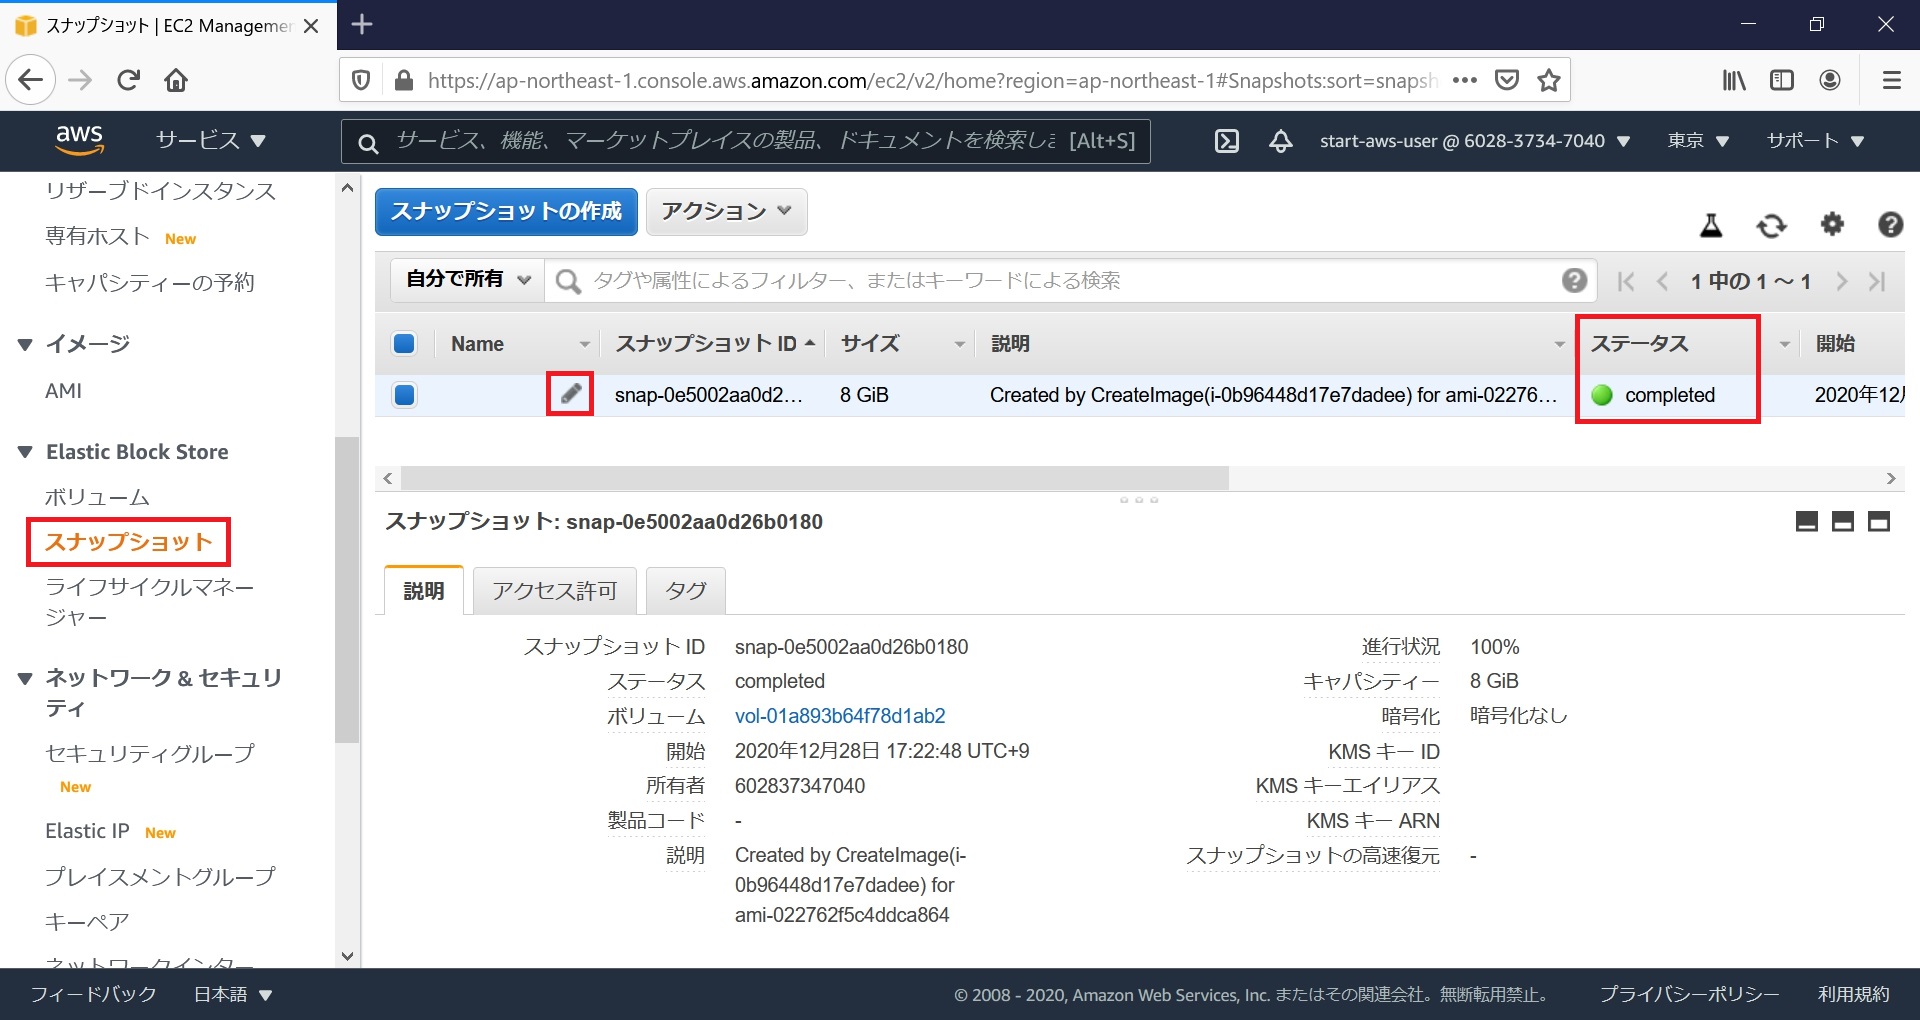 スナップショット | EC2 Managemen
https://ap-northeast-1.console.aws.amazon.com/ec2/v2/home?region=ap-northeast-1#Snapshots:sort=snapsh
aws
サービス
サービス、機能、マーケットプレイスの製品、ドキュメントを検索しま [Alt+S]
start-aws-user @ 6028-3734-7040
東京
サポート
リザーブドインスタンス
専有ホスト New
キャパシティーの予約
イメージ
AMI
Elastic Block Store
ボリューム
スナップショット
ライフサイクルマネー
ジャー
ネットワーク & セキュリ
ティ
セキュリティグループ
New
Elastic IP New
プレイスメントグループ
キーペア
ネットワークインター
スナップショットの作成
アクション
自分で所有
タグや属性によるフィルター、またはキーワードによる検索
1 中の 1 ～ 1
Name スナップショット ID サイズ 説明 ステータス 開始
snap-0e5002aa0d2… 8 GiB Created by CreateImage(i-0b96448d17e7dadee) for ami-02276… completed 2020年12月
スナップショット: snap-0e5002aa0d26b0180
説明 アクセス許可 タグ
スナップショット ID snap-0e5002aa0d26b0180
ステータス completed
ボリューム vol-01a893b64f78d1ab2
開始 2020年12月28日 17:22:48 UTC+9
所有者 602837347040
製品コード -
説明 Created by CreateImage(i-
0b96448d17e7dadee) for
ami-022762f5c4ddca864
進行状況 100%
キャパシティー 8 GiB
暗号化 暗号化なし
KMS キー ID
KMS キーエイリアス
KMS キー ARN
スナップショットの高速復元 -
フィードバック
日本語
© 2008 - 2020, Amazon Web Services, Inc. またはその関連会社。無断転用禁止。
プライバシーポリシー
利用規約